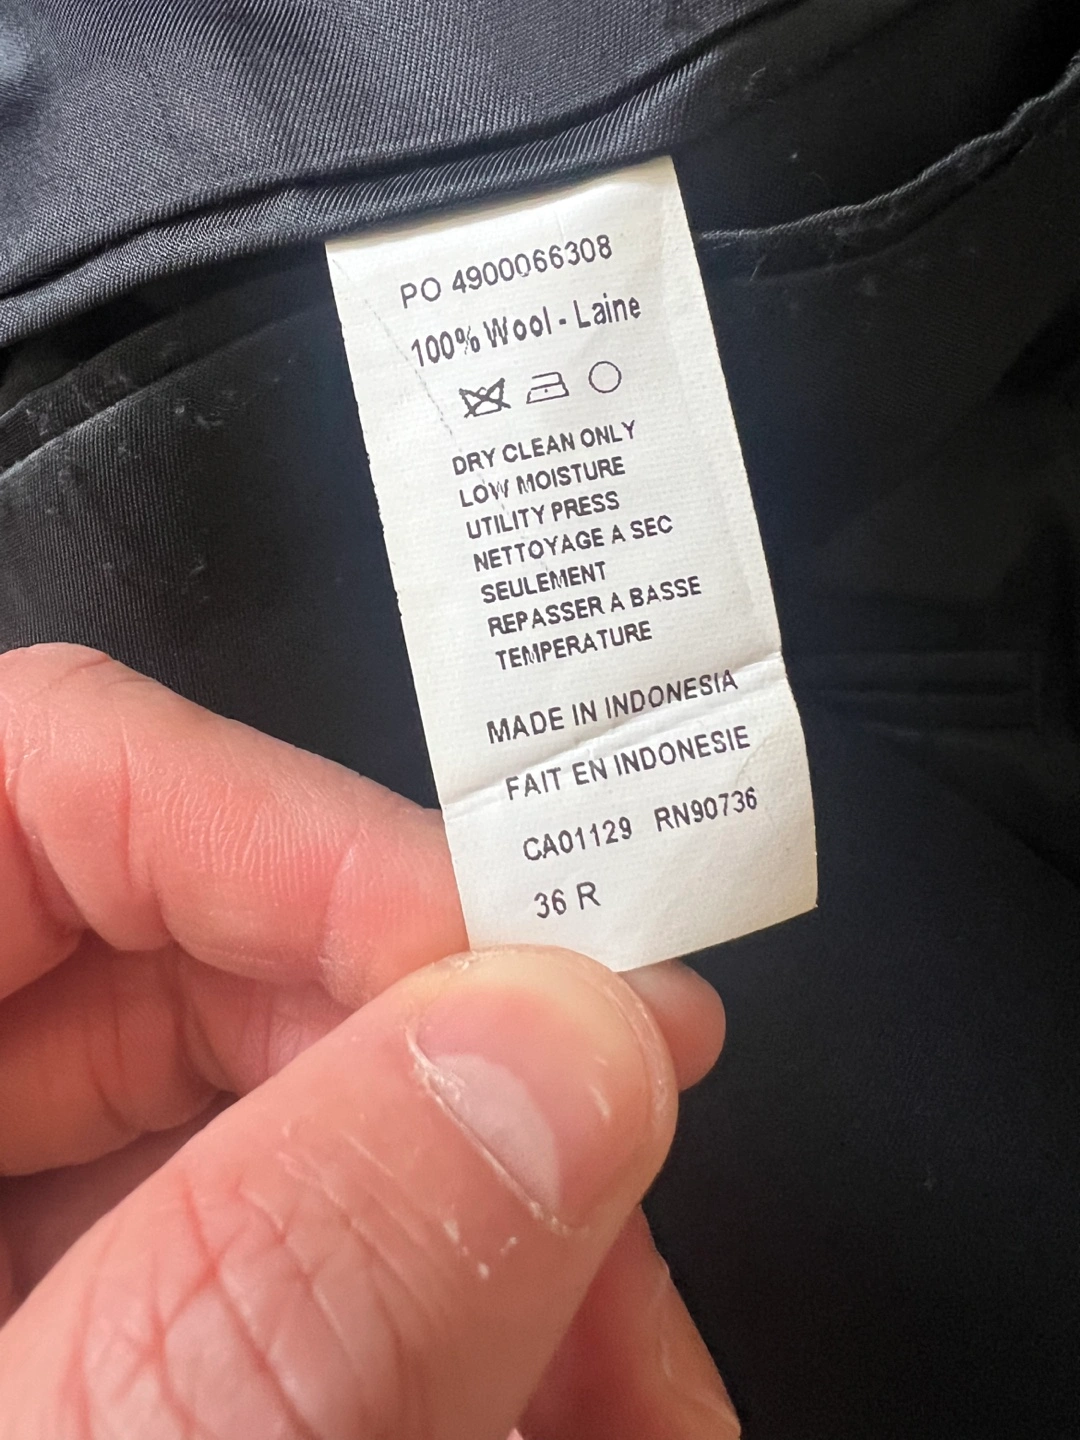 PO 4900066308
100% Wool - Laine
DRY CLEAN ONLY
LOW MOISTURE
UTILITY PRESS
NETTOYAGE A SEC
SEULEMENT
REPASSER A BASSE
TEMPERATURE
MADE IN INDONESIA
FAIT EN INDONESIE
CA01129 RN90736
36 R